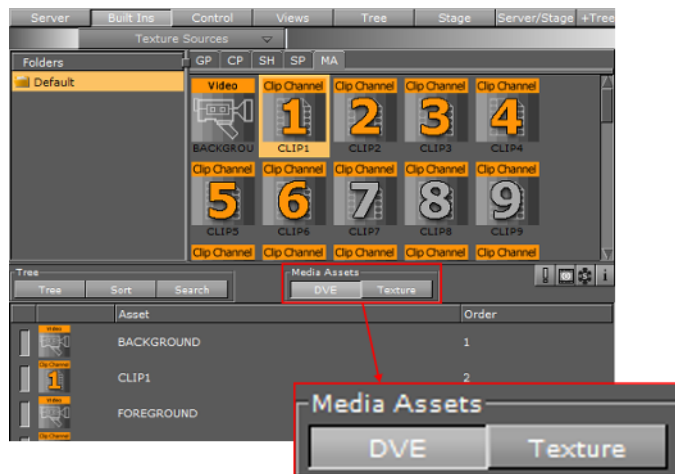 Server Built Ins Control Views Tree Stage Server/Stage +Tree
Texture Sources
Folders GP CP SH SP MA
Default
Video Clip Channel Clip Channel Clip Channel Clip Channel
1 2 3 4
BACKGROU CLIP1 CLIP2 CLIP3 CLIP4
Clip Channel Clip Channel Clip Channel Clip Channel Clip Channel
5 6 7 8 9
CLIP5 CLIP6 CLIP7 CLIP8 CLIP9
Clip Channel Clip Channel Clip Channel Clip Channel Clip Channel
Tree Media Assets
Tree Sort Search DVE Texture i
Asset Order
Video
BACKGROUND 1
Clip Channel
1 CLIP1 2
Video
FOREGROUND
Clip Channel
Media Assets
DVE Texture